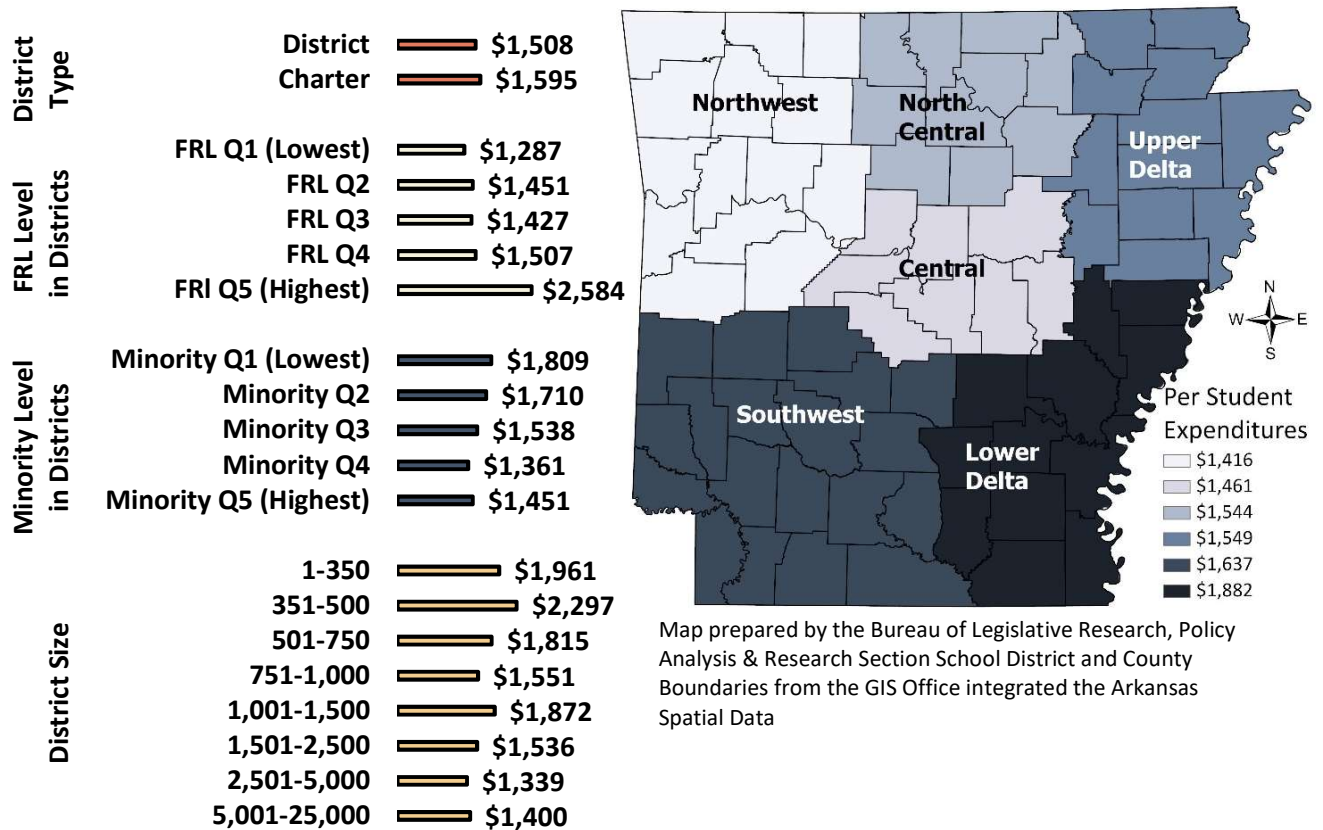 District Type
District $1,508
Charter $1,595
FRL Level in Districts
FRL Q1 (Lowest) $1,287
FRL Q2 $1,451
FRL Q3 $1,427
FRL Q4 $1,507
FRl Q5 (Highest) $2,584
Minority Level in Districts
Minority Q1 (Lowest) $1,809
Minority Q2 $1,710
Minority Q3 $1,538
Minority Q4 $1,361
Minority Q5 (Highest) $1,451
District Size
1-350 $1,961
351-500 $2,297
501-750 $1,815
751-1,000 $1,551
1,001-1,500 $1,872
1,501-2,500 $1,536
2,501-5,000 $1,339
5,001-25,000 $1,400
Northwest
North
Central
Upper
Delta
Central
Southwest
Lower
Delta
N
W E
S
Per Student
Expenditures
$1,416
$1,461
$1,544
$1,549
$1,637
$1,882
Map prepared by the Bureau of Legislative Research, Policy
Analysis & Research Section School District and County
Boundaries from the GIS Office integrated the Arkansas
Spatial Data